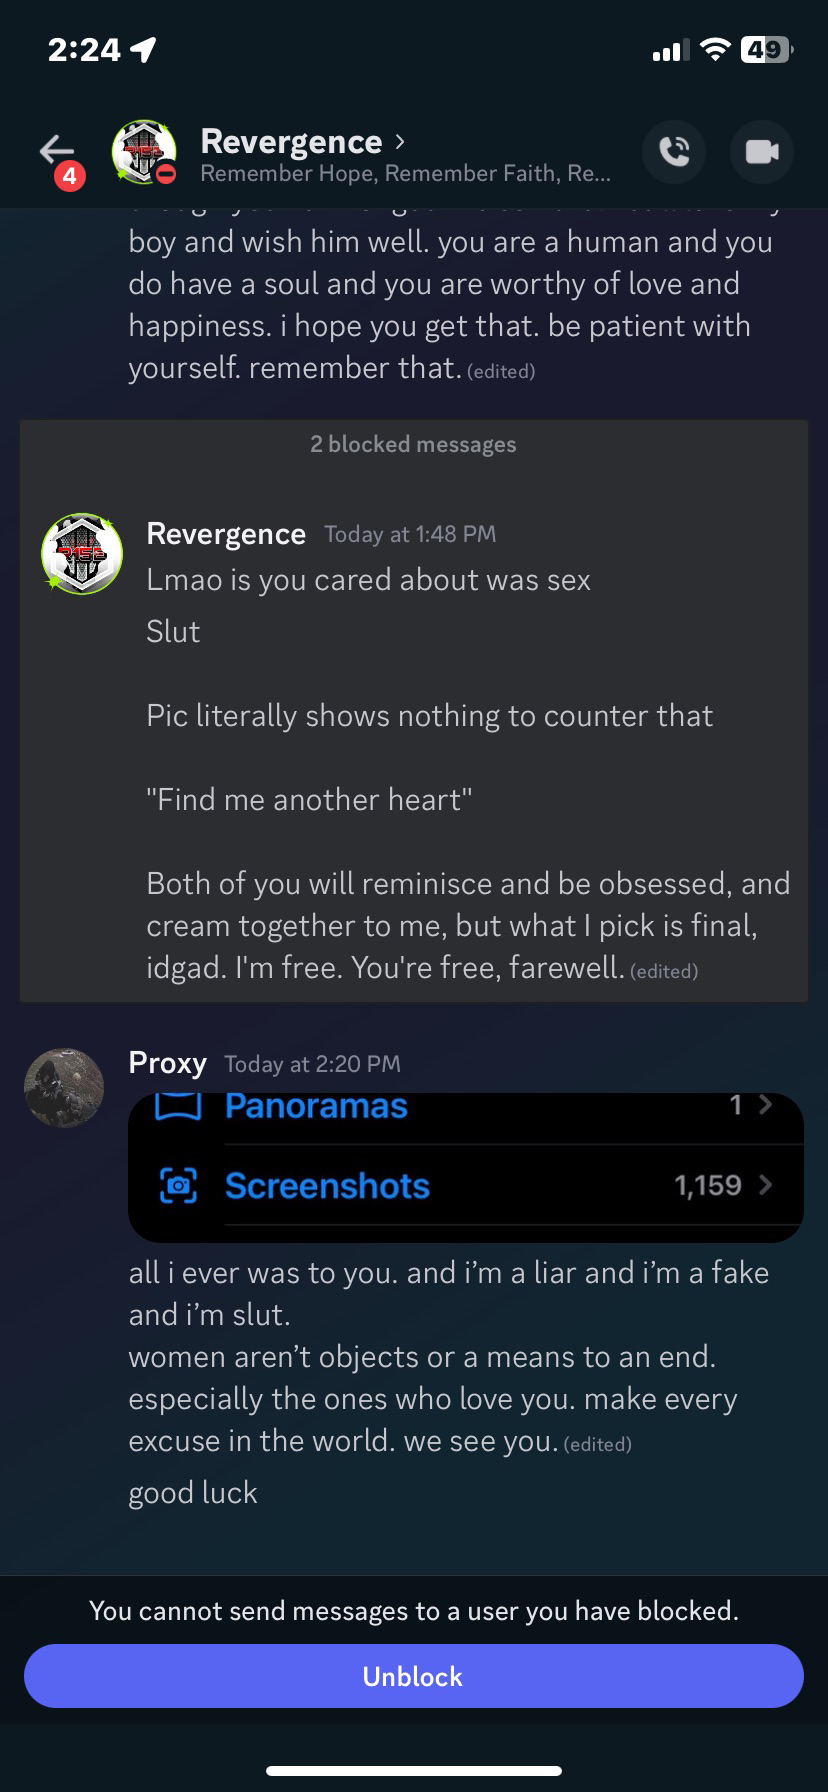 2:24
49
4
Revergence
Remember Hope, Remember Faith, Re...
boy and wish him well. you are a human and you
do have a soul and you are worthy of love and
happiness. i hope you get that. be patient with
yourself. remember that. (edited)
2 blocked messages
Revergence Today at 1:48 PM
Lmao is you cared about was sex
Slut
Pic literally shows nothing to counter that
"Find me another heart"
Both of you will reminisce and be obsessed, and
cream together to me, but what I pick is final,
idgad. I'm free. You're free, farewell. (edited)
Proxy Today at 2:20 PM
Panoramas 1
Screenshots 1,159
all i ever was to you. and i’m a liar and i’m a fake
and i’m slut.
women aren’t objects or a means to an end.
especially the ones who love you. make every
excuse in the world. we see you. (edited)
good luck
You cannot send messages to a user you have blocked.
Unblock